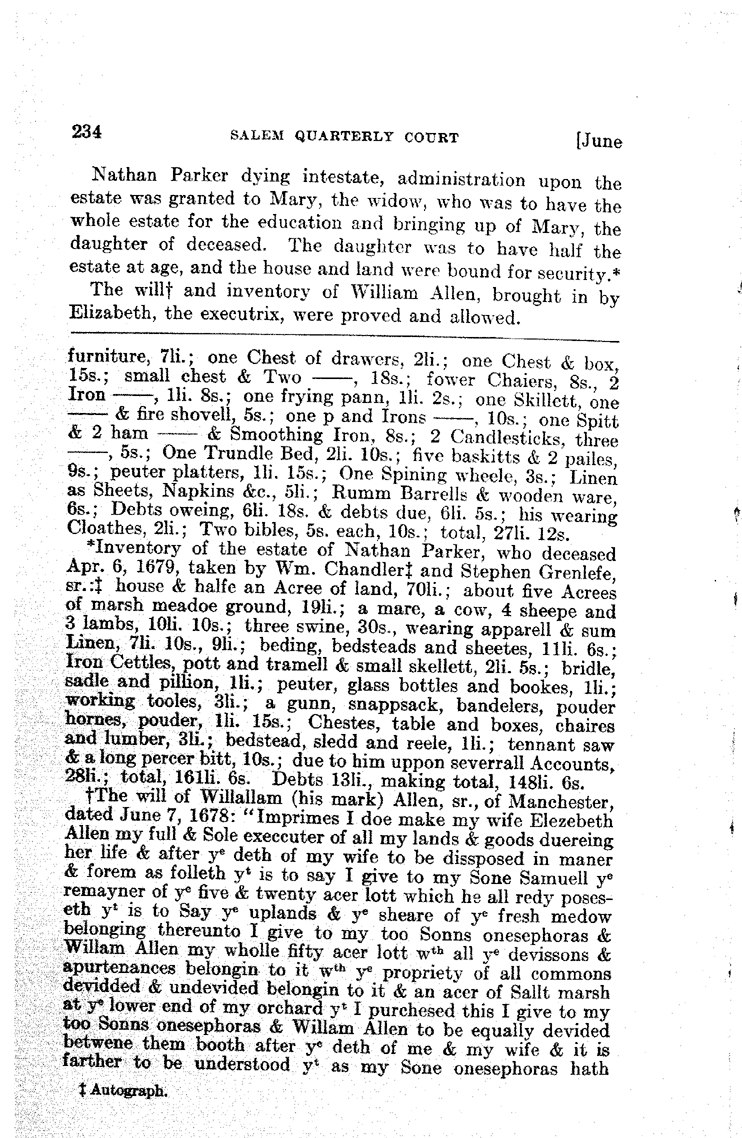 234 SALEM QUARTERLY COURT [June
Nathan Parker dying intestate, administration upon the
estate was granted to Mary, the widow, who was to have the
whole estate for the education and bringing up of Mary, the
daughter of deceased. The daughter was to have half the
estate at age, and the house and land were bound for security.*
The will† and inventory of William Allen, brought in by
Elizabeth, the executrix, were proved and allowed.
furniture, 7li.; one Chest of drawers, 2li.; one Chest & box,
15s.; small chest & Two ——, 18s.; fower Chaiers, 8s., 2
Iron ——, 1li. 8s.; one frying pann, 1li. 2s.; one Skillett, one
—— & fire shovell, 5s.; one p and Irons ——, 10s.; one Spitt
& 2 ham —— & Smoothing Iron, 8s.; 2 Candlesticks, three
——, 5s.; One Trundle Bed, 2li. 10s.; five baskitts & 2 pailes,
9s.; peuter platters, 1li. 15s.; One Spining wheele, 3s.; Linen
as Sheets, Napkins &c., 5li.; Rumm Barrells & wooden ware,
6s.; Debts oweing, 6li. 18s. & debts due, 6li. 5s.; his wearing
Cloathes, 2li.; Two bibles, 5s. each, 10s.; total, 27li. 12s.
*Inventory of the estate of Nathan Parker, who deceased
Apr. 6, 1679, taken by Wm. Chandler‡ and Stephen Grenlefe,
sr.:‡ house & halfe an Acree of land, 70li.; about five Acrees
of marsh meadoe ground, 19li.; a mare, a cow, 4 sheepe and
3 lambs, 10li. 10s.; three swine, 30s., wearing apparell & sum
Linen, 7li. 10s., 9li.; beding, bedsteads and sheetes, 11li. 6s.;
Iron Cettles, pott and tramell & small skellett, 2li. 5s.; bridle,
sadle and pillion, 1li.; peuter, glass bottles and bookes, 1li.;
working tooles, 3li.; a gunn, snappsack, bandelers, pouder
hornes, pouder, 1li. 15s.; Chestes, table and boxes, chaires
and lumber, 3li.; bedstead, sledd and reele, 1li.; tennant saw
& a long percer bitt, 10s.; due to him uppon severrall Accounts,
28li.; total, 161li. 6s. Debts 13li., making total, 148li. 6s.
†The will of Willallam (his mark) Allen, sr., of Manchester,
dated June 7, 1678: "Imprimes I doe make my wife Elezebeth
Allen my full & Sole execcuter of all my lands & goods duereing
her life & after yᵉ deth of my wife to be dissposed in maner
& forem as folleth yᵗ is to say I give to my Sone Samuell yᵉ
remayner of yᵉ five & twenty acer lott which he all redy poses-
eth yᵗ is to Say yᵉ uplands & yᵉ sheare of yᵉ fresh medow
belonging thereunto I give to my too Sonns onesephoras &
Willam Allen my wholle fifty acer lott wᵗʰ all yᵉ devissons &
apurtenances belongin to it wᵗʰ yᵉ propriety of all commons
devidded & undevided belongin to it & an acer of Sallt marsh
at yᵉ lower end of my orchard yᵗ I purchesed this I give to my
too Sonns onesephoras & Willam Allen to be equally devided
betwene them booth after yᵉ deth of me & my wife & it is
farther to be understood yᵗ as my Sone onesephoras hath
‡ Autograph.